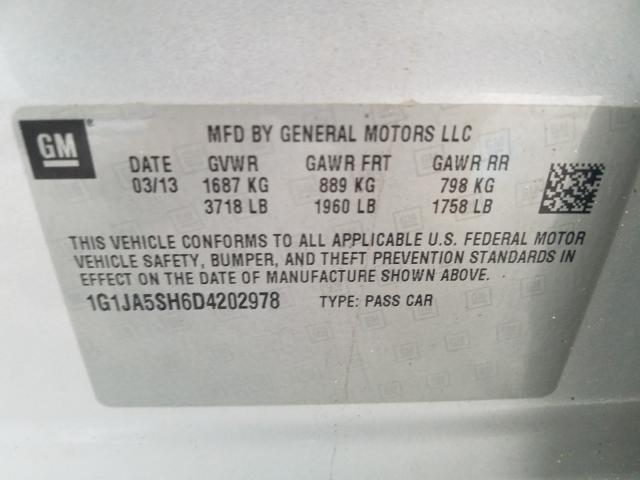 GM
MFD BY GENERAL MOTORS LLC
DATE GVWR GAWR FRT GAWR RR
03/13 1687 KG 889 KG 798 KG
3718 LB 1960 LB 1758 LB
THIS VEHICLE CONFORMS TO ALL APPLICABLE U.S. FEDERAL MOTOR
VEHICLE SAFETY, BUMPER, AND THEFT PREVENTION STANDARDS IN
EFFECT ON THE DATE OF MANUFACTURE SHOWN ABOVE.
1G1JA5SH6D4202978 TYPE: PASS CAR